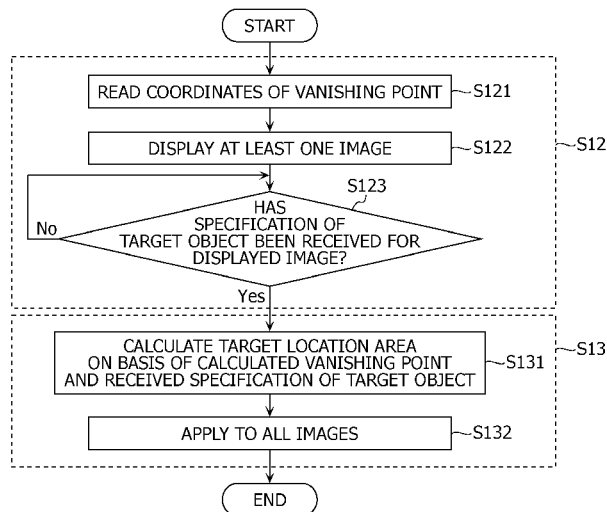 START
READ COORDINATES OF VANISHING POINT
S121
S12
DISPLAY AT LEAST ONE IMAGE
S122
S123
HAS
SPECIFICATION OF
TARGET OBJECT BEEN RECEIVED FOR
DISPLAYED IMAGE?
No
Yes
CALCULATE TARGET LOCATION AREA
ON BASIS OF CALCULATED VANISHING POINT
AND RECEIVED SPECIFICATION OF TARGET OBJECT
S131
S13
APPLY TO ALL IMAGES
S132
END